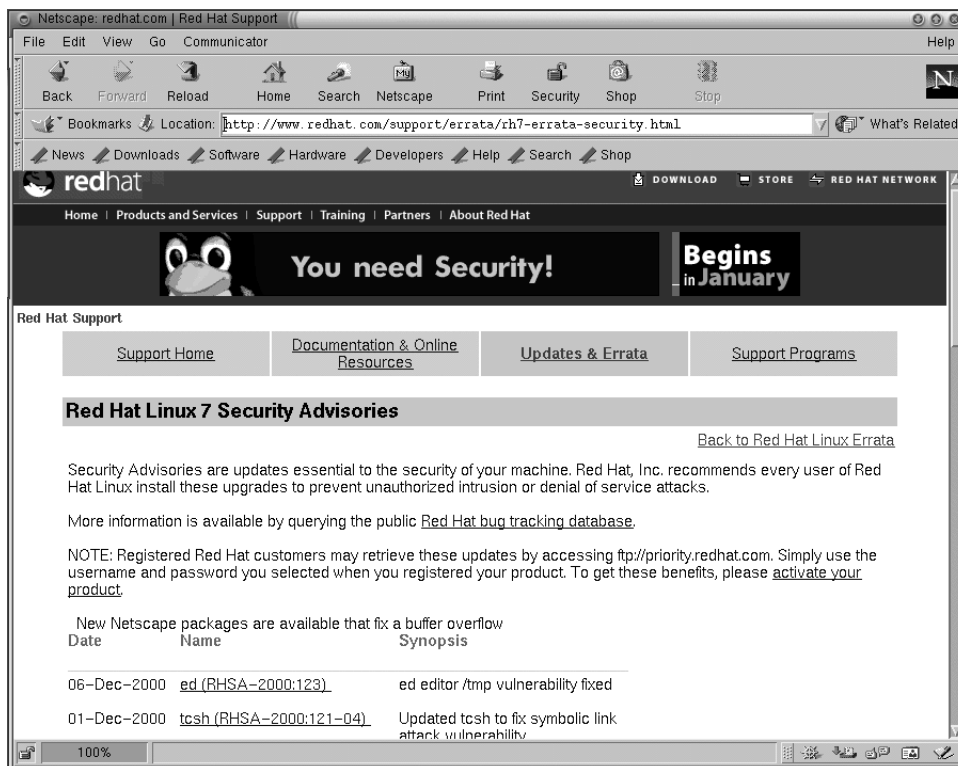 Netscape: redhat.com | Red Hat Support
File Edit View Go Communicator Help
Back Forward Reload Home Search Netscape Print Security Shop Stop
My
N
Bookmarks Location: http://www.redhat.com/support/errata/rh7-errata-security.html What's Related
News Downloads Software Hardware Developers Help Search Shop
redhat DOWNLOAD STORE RED HAT NETWORK
Home | Products and Services | Support | Training | Partners | About Red Hat
You need Security!
Begins
in January
Red Hat Support
Support Home
Documentation & Online
Resources
Updates & Errata
Support Programs
Red Hat Linux 7 Security Advisories
Back to Red Hat Linux Errata
Security Advisories are updates essential to the security of your machine. Red Hat, Inc. recommends every user of Red
Hat Linux install these upgrades to prevent unauthorized intrusion or denial of service attacks.
More information is available by querying the public Red Hat bug tracking database.
NOTE: Registered Red Hat customers may retrieve these updates by accessing ftp://priority.redhat.com. Simply use the
username and password you selected when you registered your product. To get these benefits, please activate your
product.
New Netscape packages are available that fix a buffer overflow
Date Name Synopsis
06-Dec-2000 ed (RHSA-2000:123) ed editor /tmp vulnerability fixed
01-Dec-2000 tcsh (RHSA-2000:121-04) Updated tcsh to fix symbolic link
attack vulnerability
100%